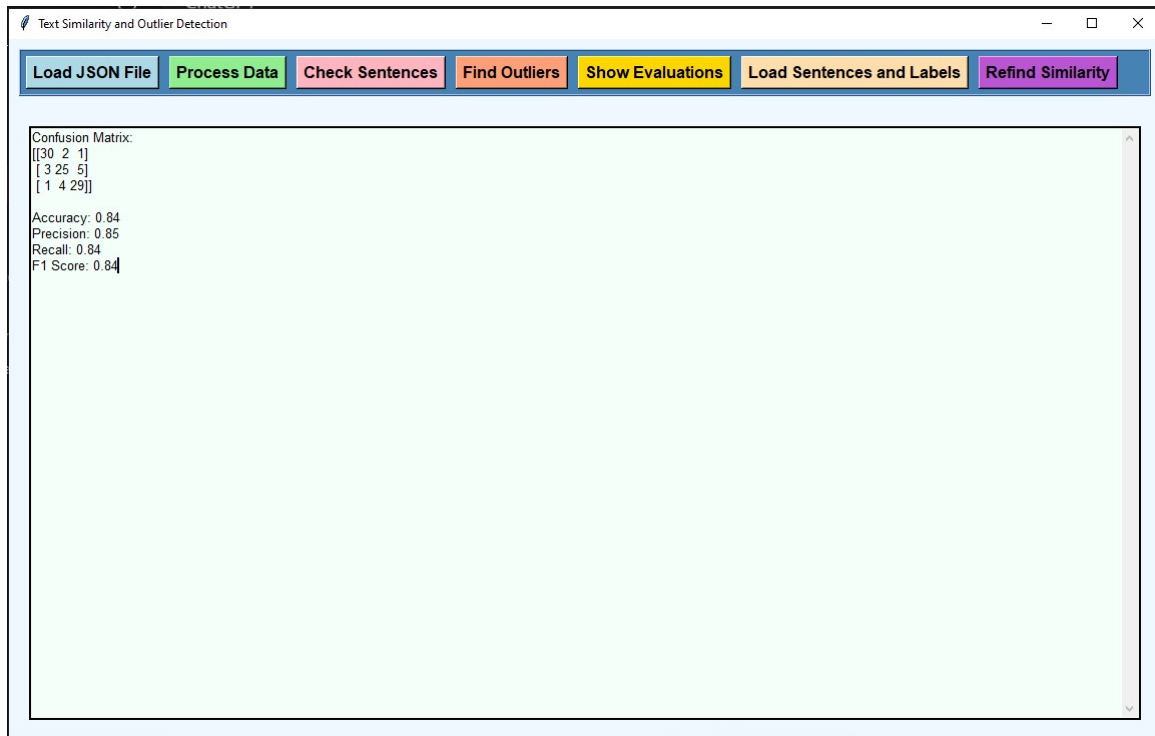 Text Similarity and Outlier Detection
Load JSON File Process Data Check Sentences Find Outliers Show Evaluations Load Sentences and Labels Refind Similarity
Confusion Matrix:
[[30 2 1]
[ 3 25 5]
[ 1 4 29]]
Accuracy: 0.84
Precision: 0.85
Recall: 0.84
F1 Score: 0.84